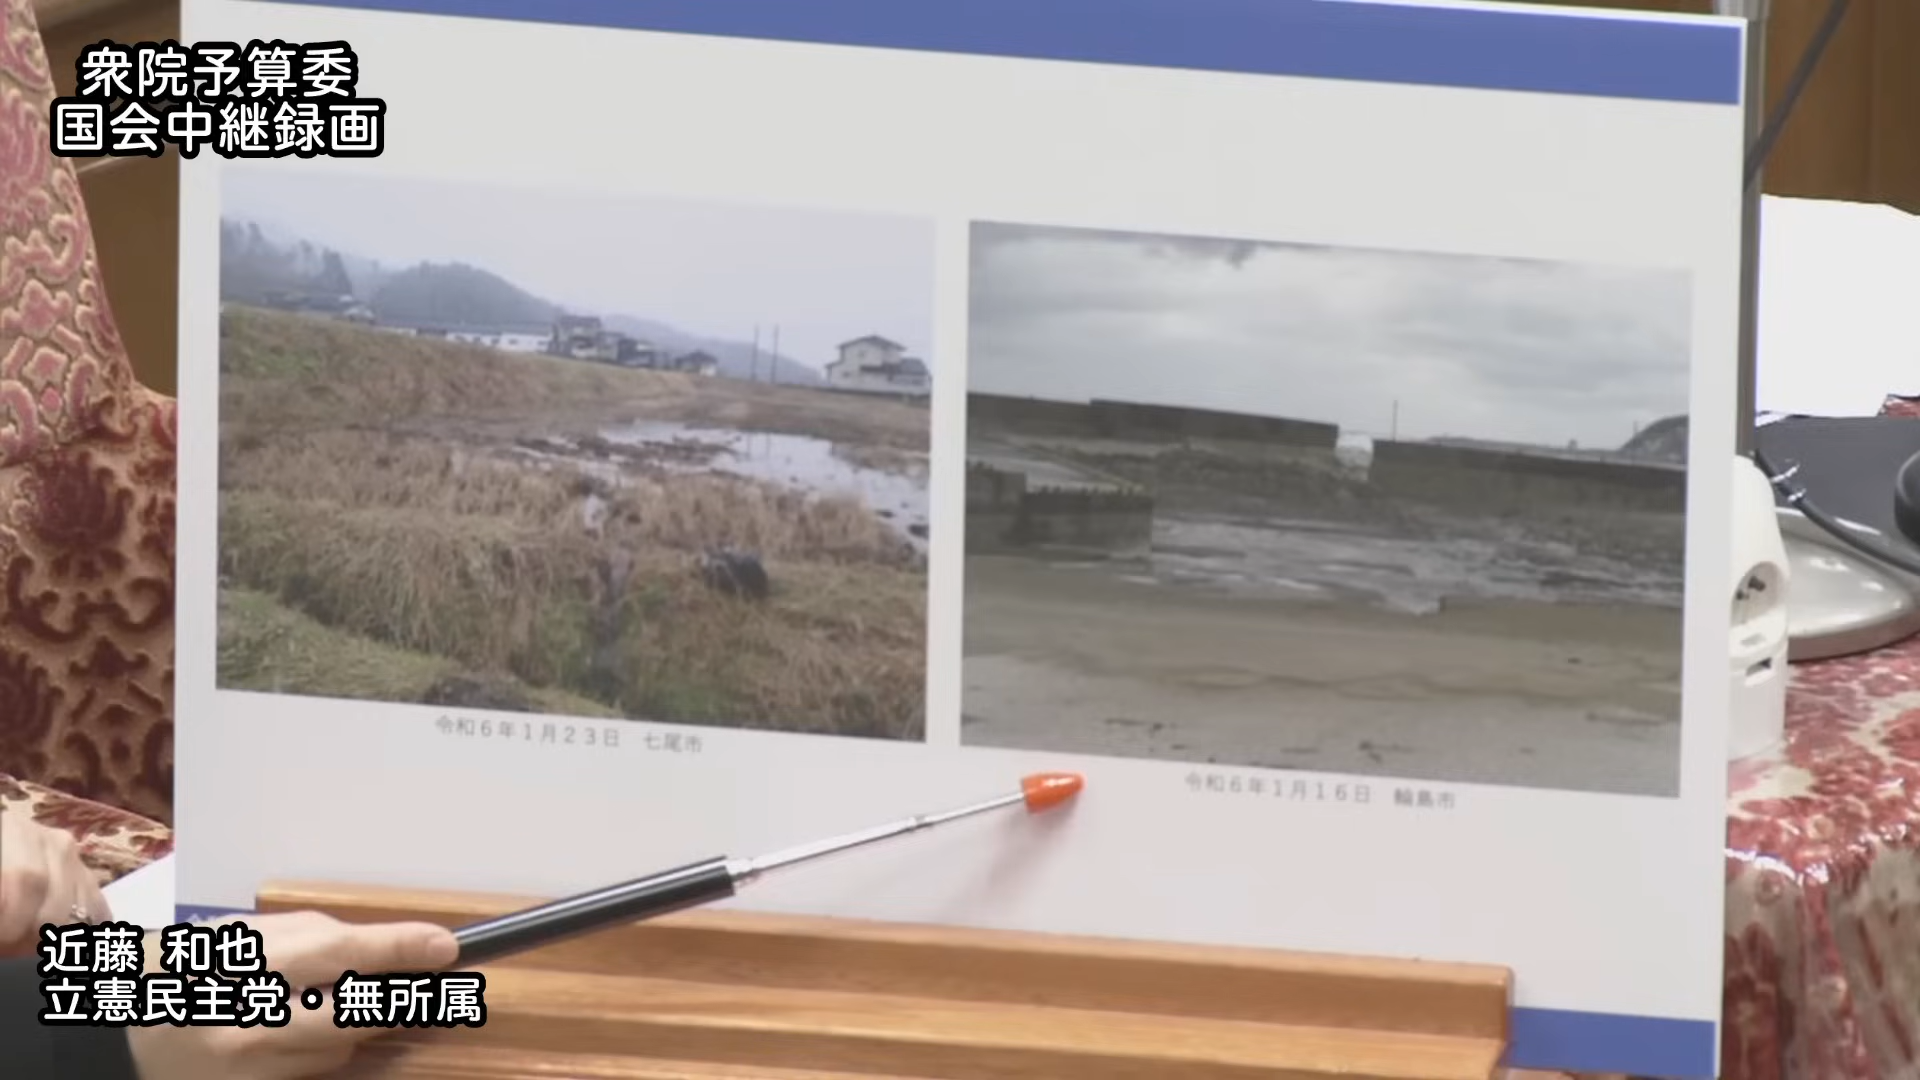 衆院予算委
国会中継録画
令和6年1月23日 七尾市
令和6年1月16日 輪島市
近藤 和也
立憲民主党・無所属